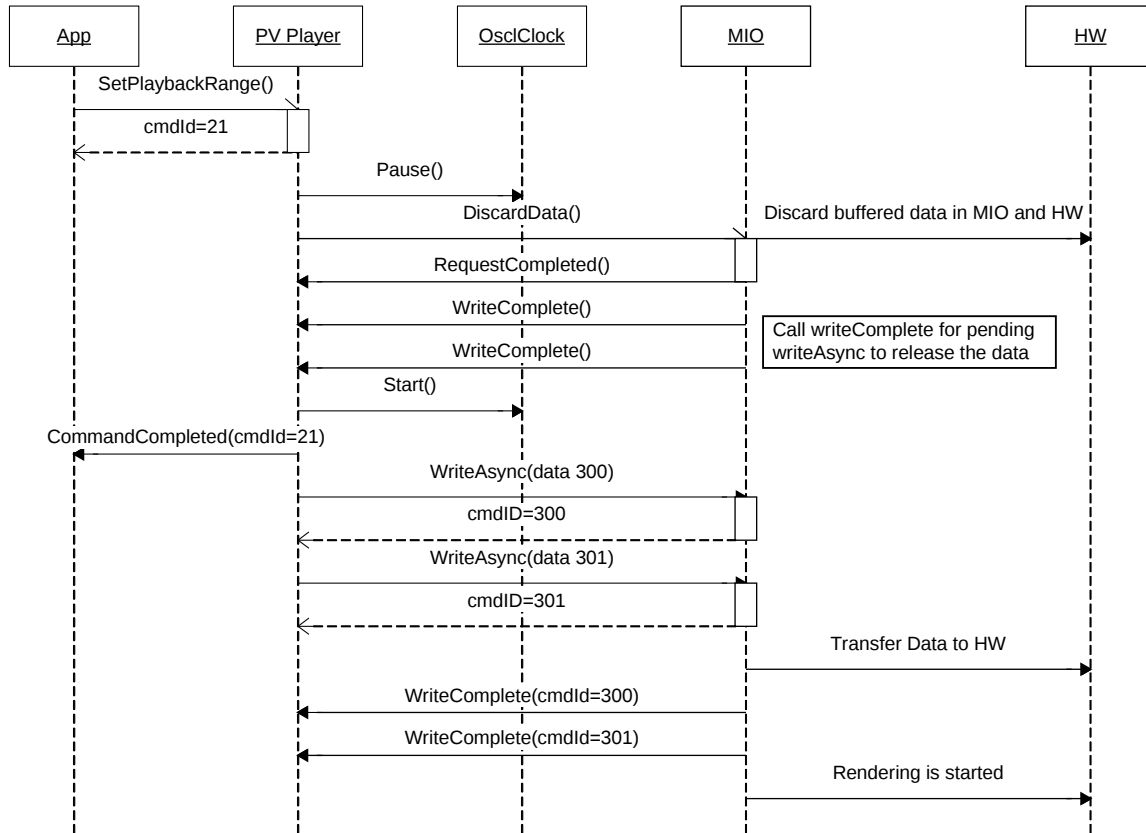 App
PV Player
OsclClock
MIO
HW
SetPlaybackRange()
cmdId=21
Pause()
DiscardData()
Discard buffered data in MIO and HW
RequestCompleted()
WriteComplete()
Call writeComplete for pending
writeAsync to release the data
WriteComplete()
Start()
CommandCompleted(cmdId=21)
WriteAsync(data 300)
cmdID=300
WriteAsync(data 301)
cmdID=301
Transfer Data to HW
WriteComplete(cmdId=300)
WriteComplete(cmdId=301)
Rendering is started